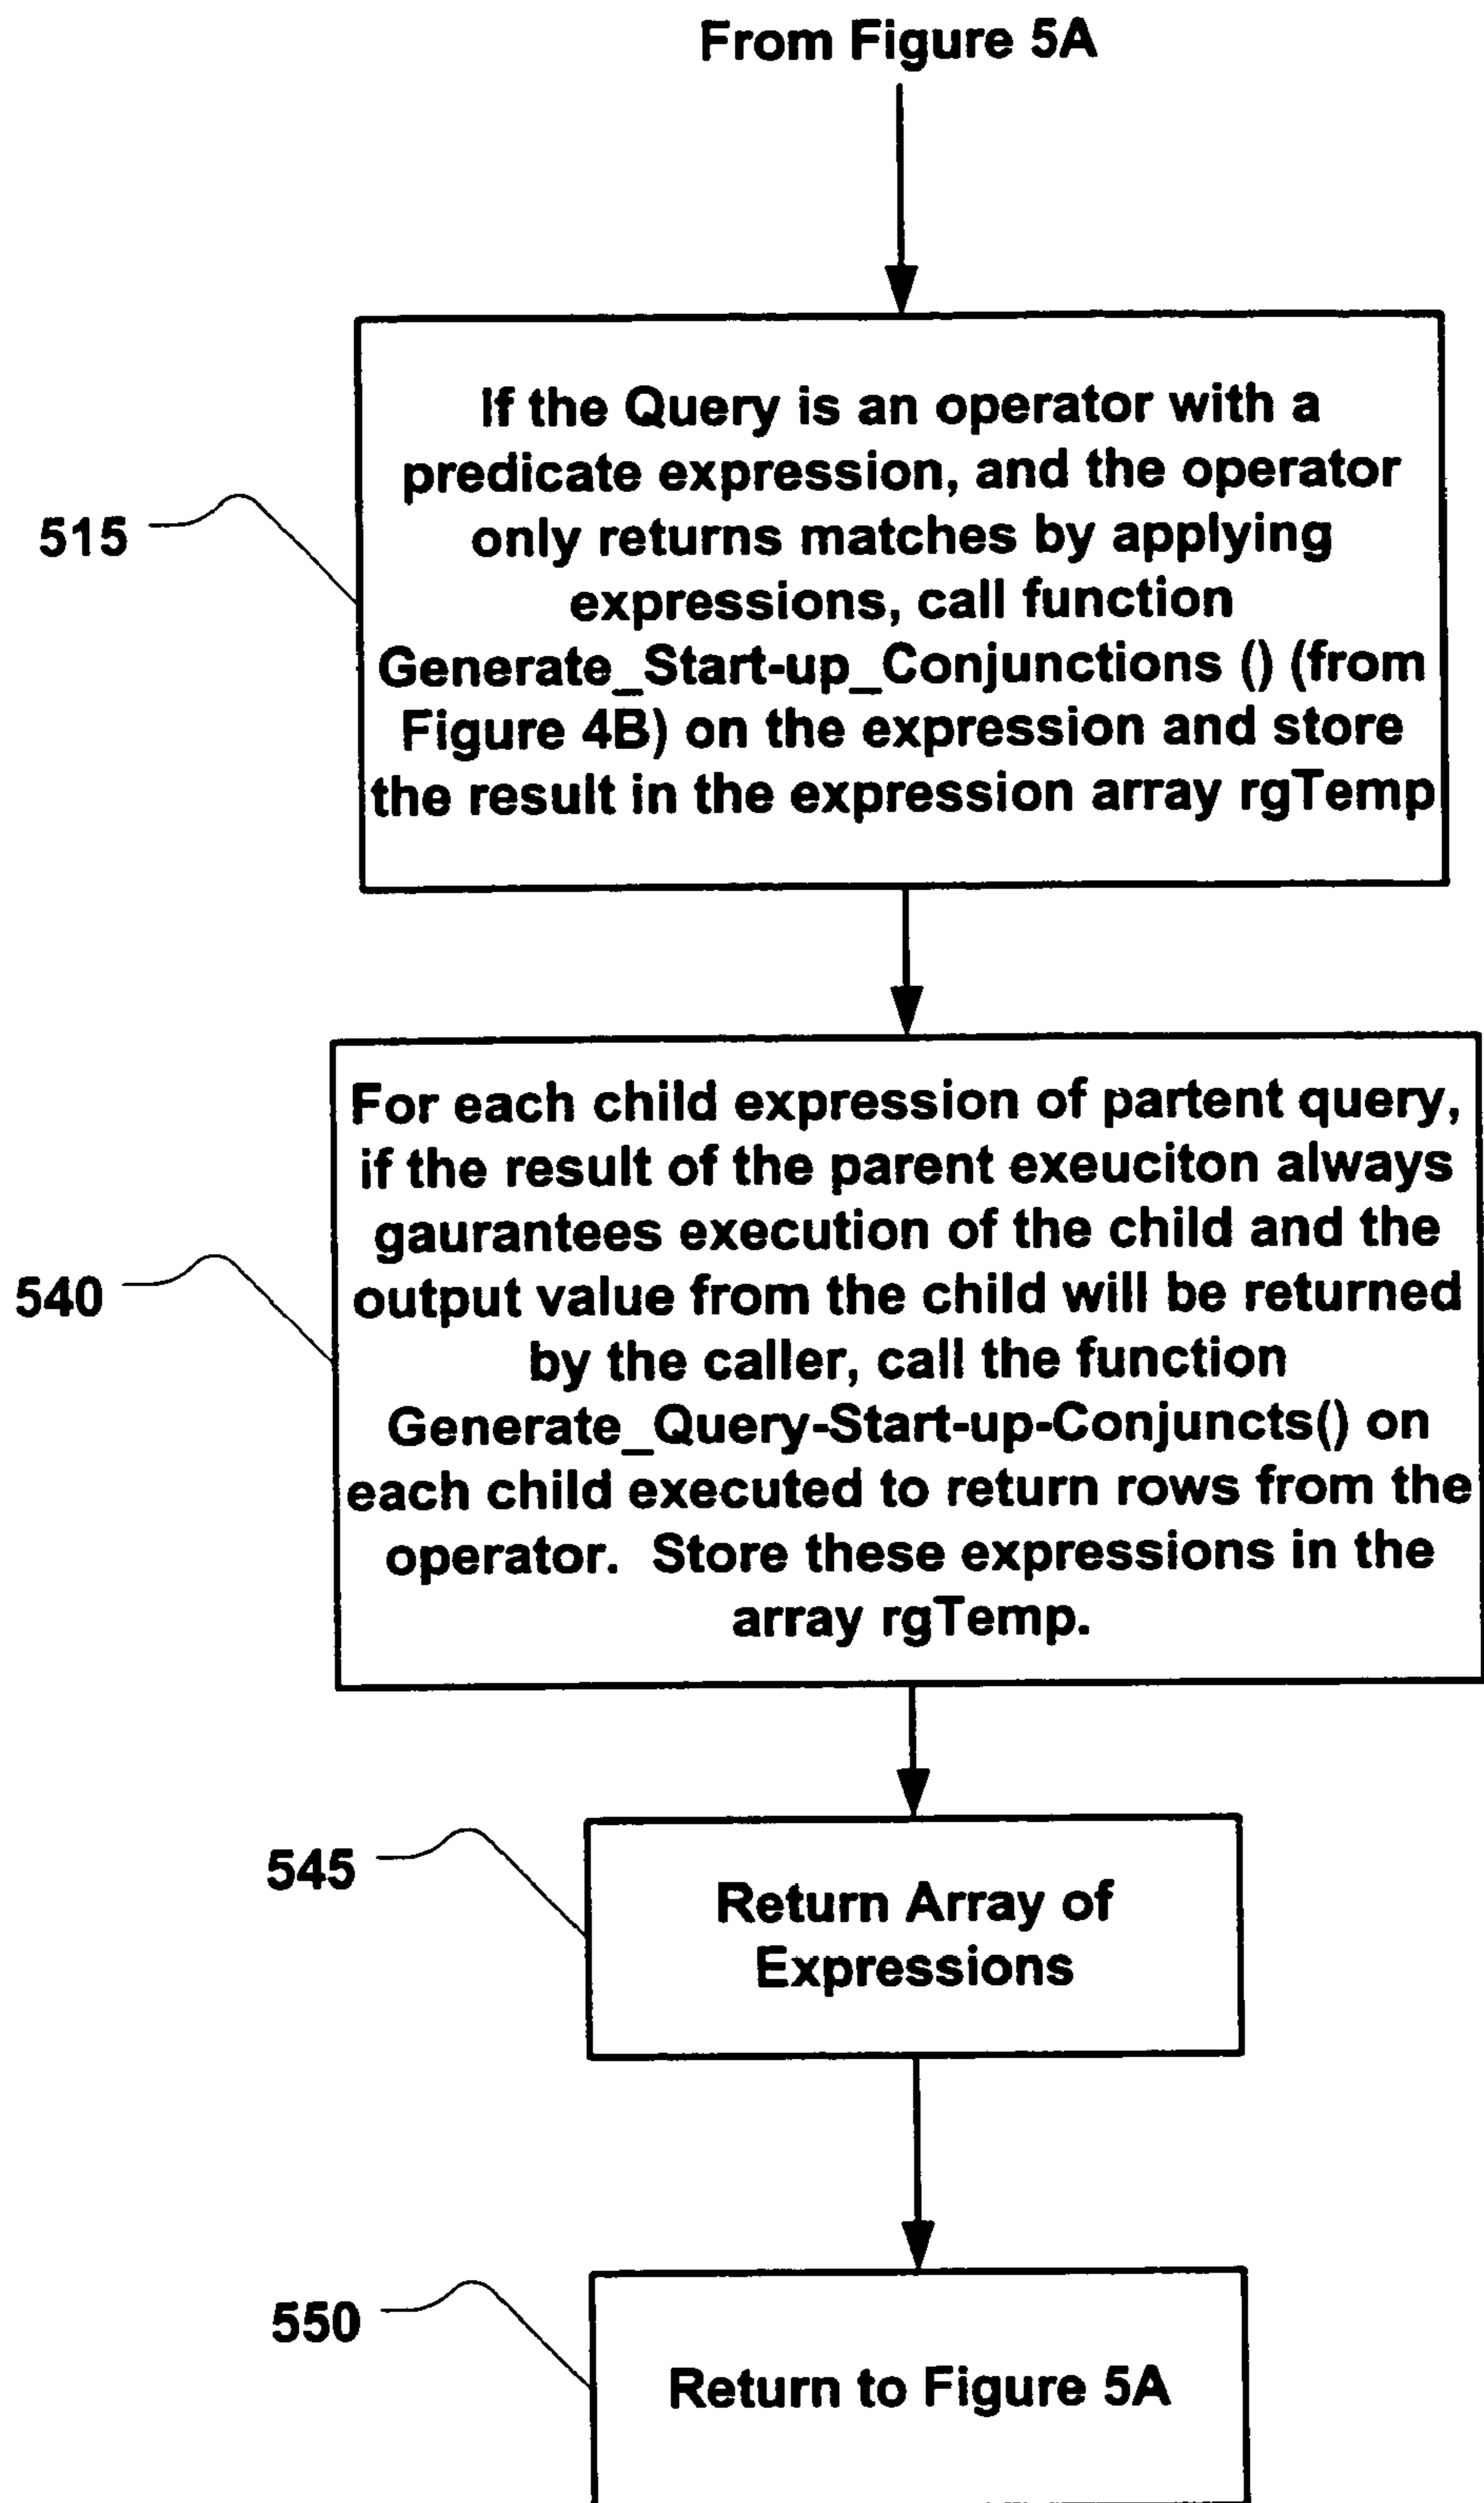 From Figure 5A
If the Query is an operator with a
predicate expression, and the operator
only returns matches by applying
expressions, call function
Generate_Start-up_Conjunctions () (from
Figure 4B) on the expression and store
the result in the expression array rgTemp
515
For each child expression of partent query,
if the result of the parent exeuciton always
gaurantees execution of the child and the
output value from the child will be returned
by the caller, call the function
Generate_Query-Start-up-Conjuncts() on
each child executed to return rows from the
operator. Store these expressions in the
array rgTemp.
540
Return Array of
Expressions
545
Return to Figure 5A
550